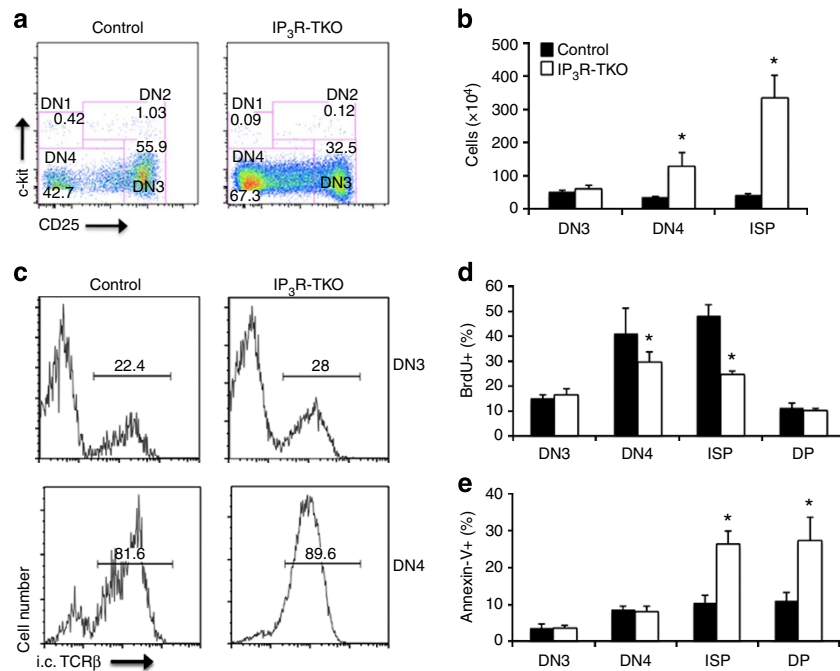 a
Control
IP3R-TKO
DN1
0.42
DN2
1.03
55.9
DN4
42.7
DN3
DN1
0.09
DN2
0.12
32.5
DN4
67.3
DN3
c-kit
CD25
b
500
400
300
200
100
0
Cells (×10⁴)
Control
IP3R-TKO
*
*
DN3 DN4 ISP
c
Control
IP3R-TKO
22.4
28
DN3
81.6
89.6
DN4
Cell number
i.c. TCRβ
d
60
50
40
30
20
10
0
BrdU+ (%)
*
*
DN3 DN4 ISP DP
e
40
30
20
10
0
Annexin-V+ (%)
*
*
DN3 DN4 ISP DP